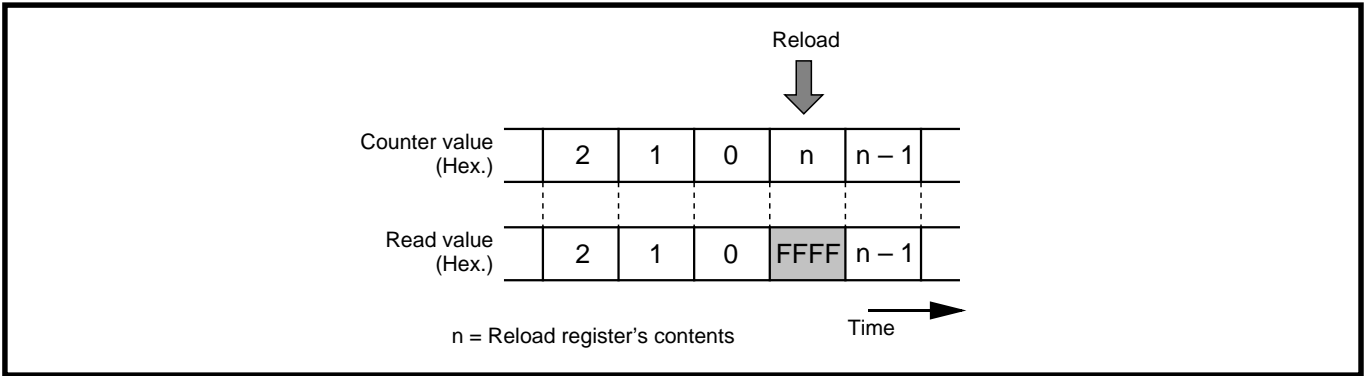 Reload
Counter value
(Hex.)
2 1 0 n n – 1
Read value
(Hex.)
2 1 0 FFFF n – 1
Time
n = Reload register’s contents